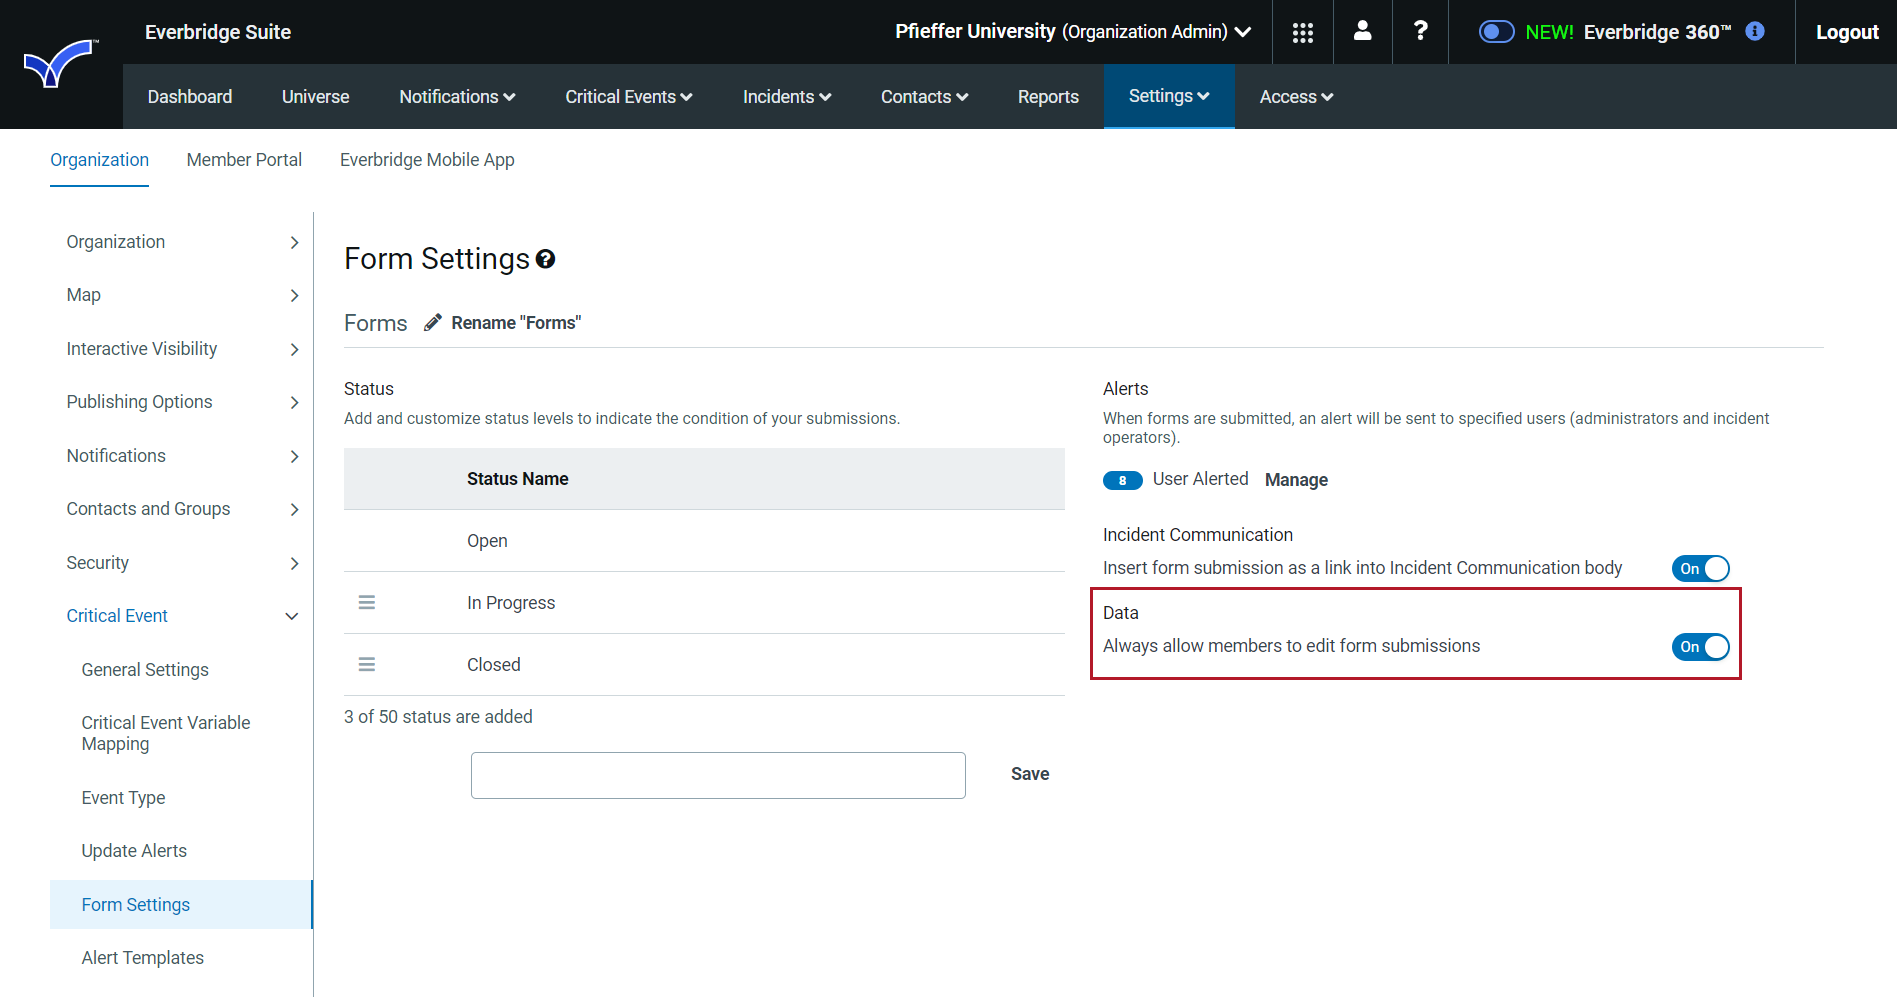 Everbridge Suite
Pfieffer University (Organization Admin)
?
NEW! Everbridge 360™
i
Logout
™
Dashboard
Universe
Notifications
Critical Events
Incidents
Contacts
Reports
Settings
Access
Organization
Member Portal
Everbridge Mobile App
Organization
Map
Interactive Visibility
Publishing Options
Notifications
Contacts and Groups
Security
Critical Event
General Settings
Critical Event Variable
Mapping
Event Type
Update Alerts
Form Settings
Alert Templates
Form Settings ?
Forms
Rename "Forms"
Status
Add and customize status levels to indicate the condition of your submissions.
Status Name
Open
In Progress
Closed
3 of 50 status are added
Save
Alerts
When forms are submitted, an alert will be sent to specified users (administrators and incident
operators).
8 User Alerted Manage
Incident Communication
Insert form submission as a link into Incident Communication body
On
Data
Always allow members to edit form submissions
On